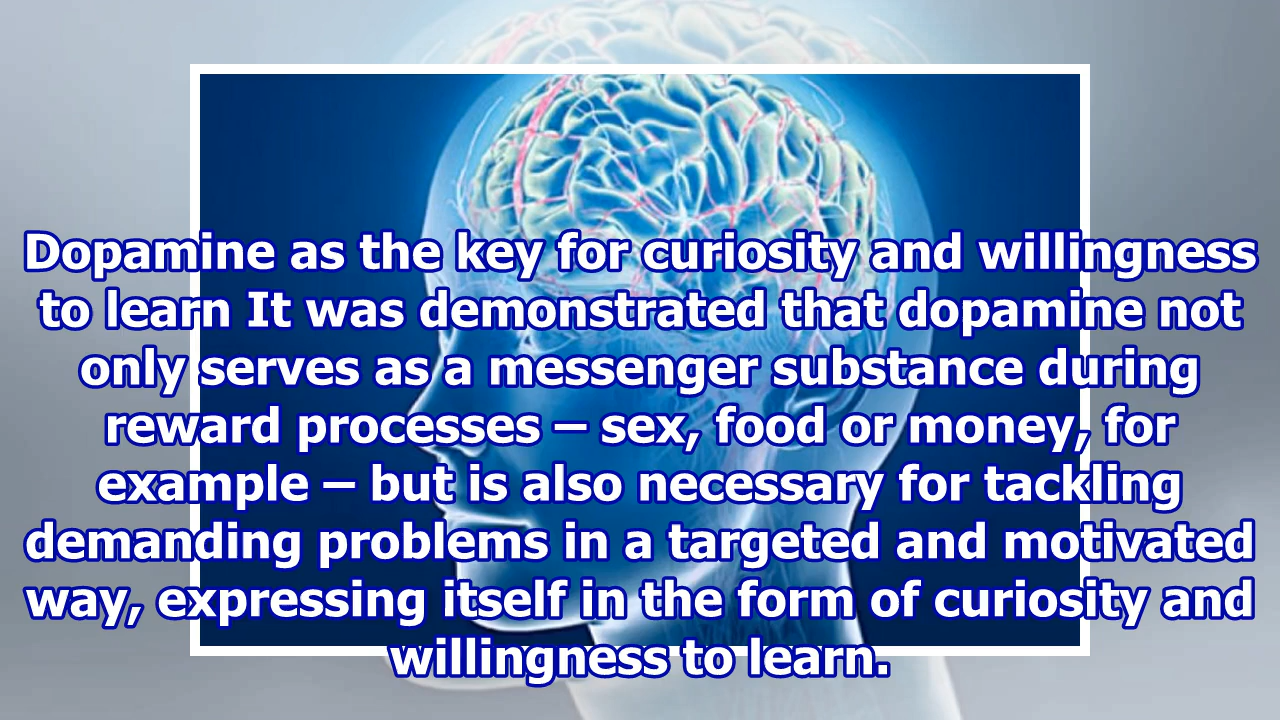 Dopamine as the key for curiosity and willingness
to learn It was demonstrated that dopamine not
only serves as a messenger substance during
reward processes – sex, food or money, for
example – but is also necessary for tackling
demanding problems in a targeted and motivated
way, expressing itself in the form of curiosity and
willingness to learn.